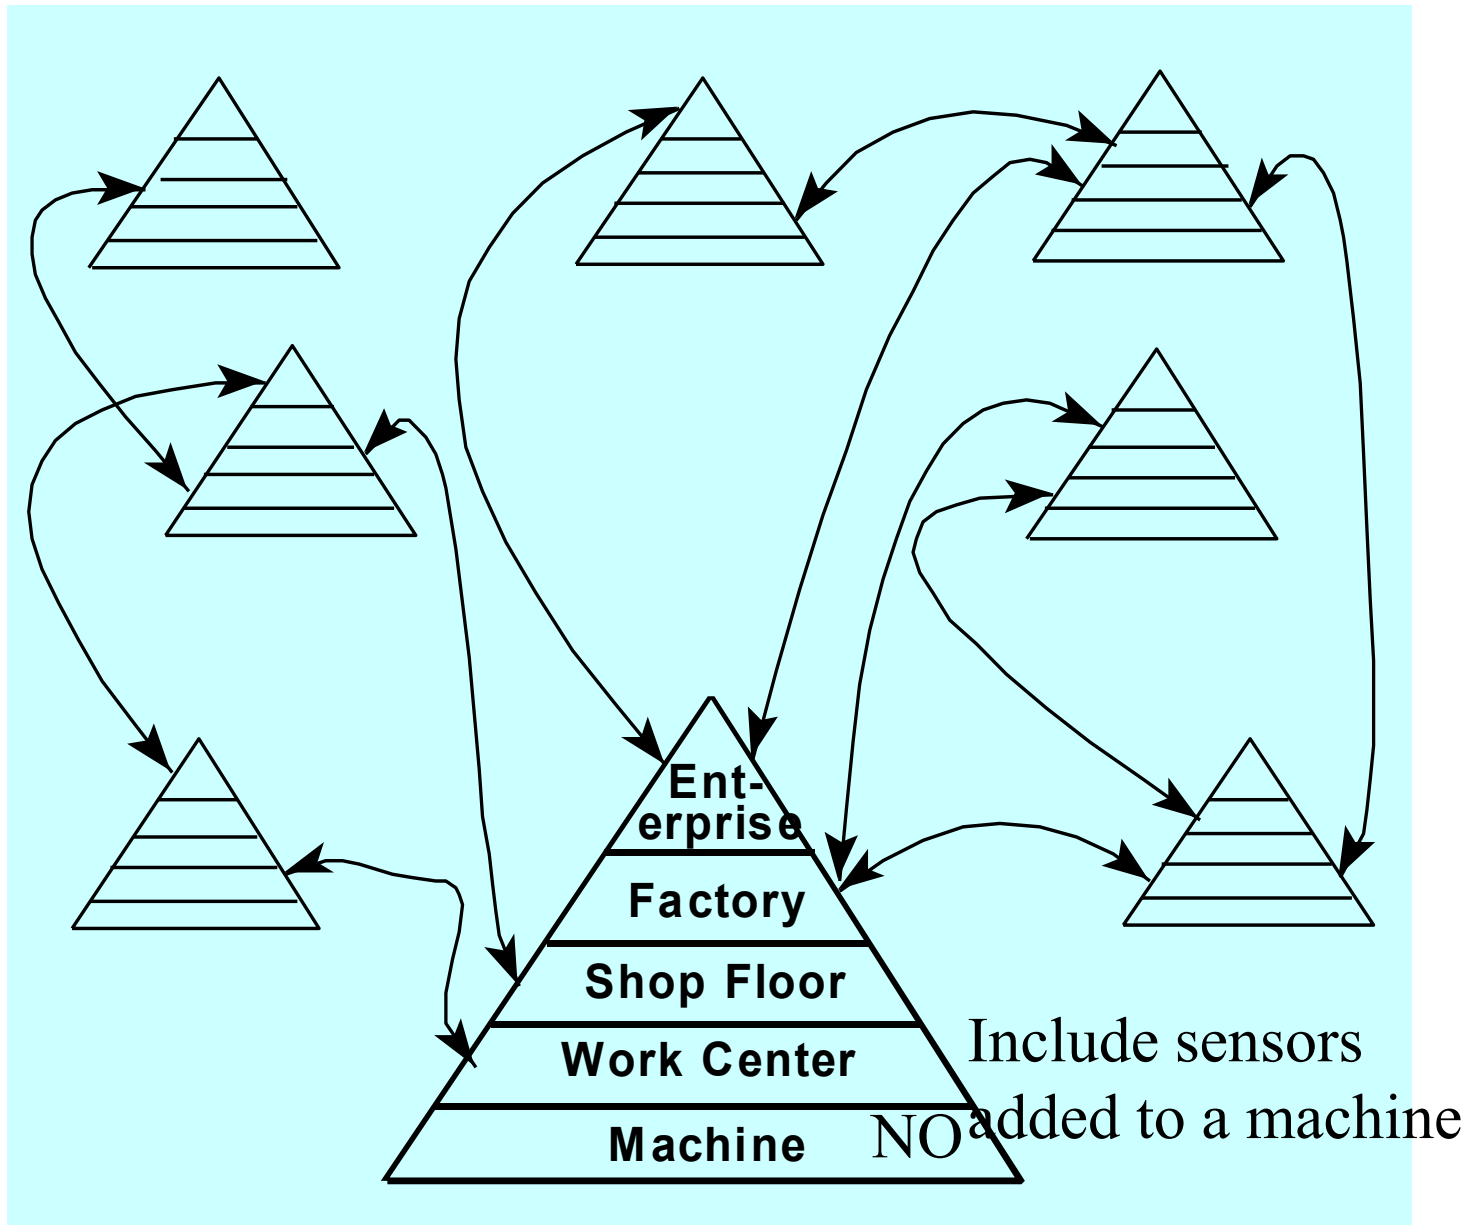 Ent-
erprise
Factory
Shop Floor
Work Center
Machine
NO
Include sensors
added to a machine